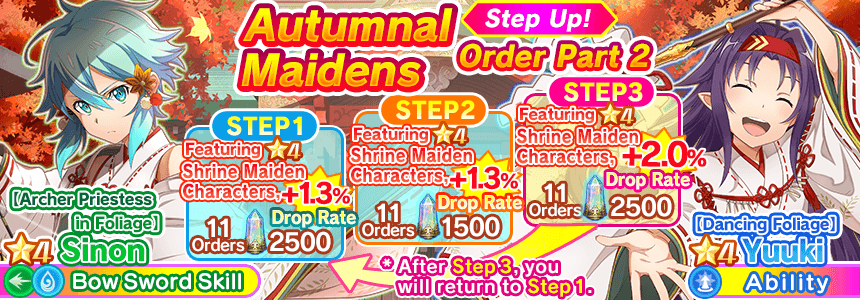 Autumnal
Maidens
Step Up!
Order Part 2
STEP1
Featuring ★4
Shrine Maiden
Characters, +1.3%
Drop Rate
11
Orders 2500
STEP2
Featuring ★4
Shrine Maiden
Characters, +1.3%
Drop Rate
11
Orders 1500
STEP3
Featuring ★4
Shrine Maiden
Characters, +2.0%
Drop Rate
11
Orders 2500
* After Step 3, you
will return to Step 1.
[Archer Priestess
in Foliage]
★4 Sinon
Bow Sword Skill
[Dancing Foliage]
★4 Yuuki
Ability